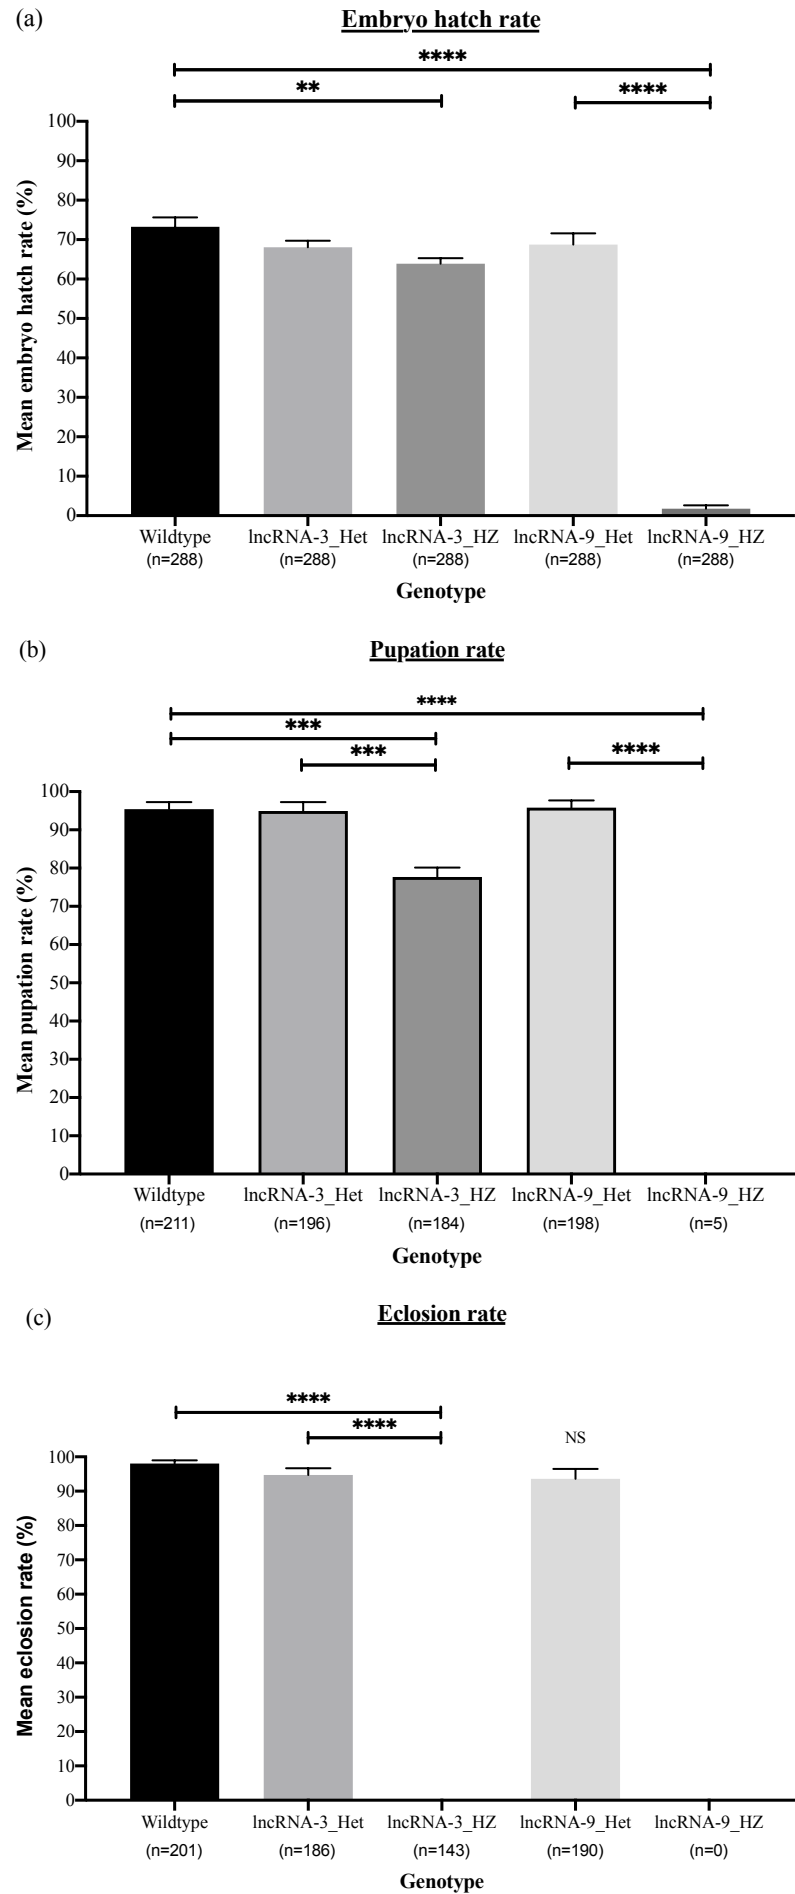 (a)
Embryo hatch rate
****
**
****
Mean embryo hatch rate (%)
100
90
80
70
60
50
40
30
20
10
0
Wildtype lncRNA-3_Het lncRNA-3_HZ lncRNA-9_Het lncRNA-9_HZ
(n=288) (n=288) (n=288) (n=288) (n=288)
Genotype
(b)
Pupation rate
****
***
***
****
Mean pupation rate (%)
100
90
80
70
60
50
40
30
20
10
0
Wildtype lncRNA-3_Het lncRNA-3_HZ lncRNA-9_Het lncRNA-9_HZ
(n=211) (n=196) (n=184) (n=198) (n=5)
Genotype
(c)
Eclosion rate
****
****
NS
Mean eclosion rate (%)
100
90
80
70
60
50
40
30
20
10
0
Wildtype lncRNA-3_Het lncRNA-3_HZ lncRNA-9_Het lncRNA-9_HZ
(n=201) (n=186) (n=143) (n=190) (n=0)
Genotype